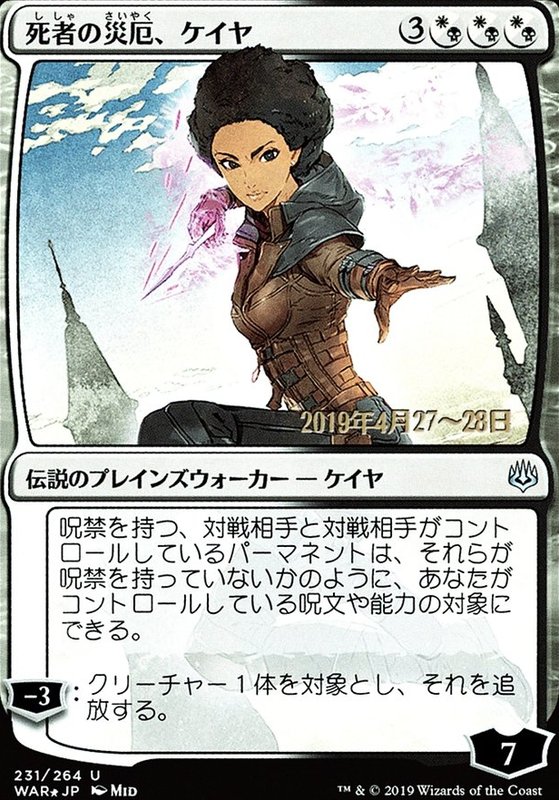 死者の災厄、ケイヤ 3
ししゃ さいやく
2019年4月27～28日
伝説のプレインズウォーカー — ケイヤ
呪禁を持つ、対戦相手と対戦相手がコント
ロールしているパーマネントは、それらが
呪禁を持っていないかのように、あなたが
コントロールしている呪文や能力の対象に
できる。
-3 : クリーチャー１体を対象とし、それを追
放する。
7
231/264 U
WAR★JP MID
™ & © 2019 Wizards of the Coast